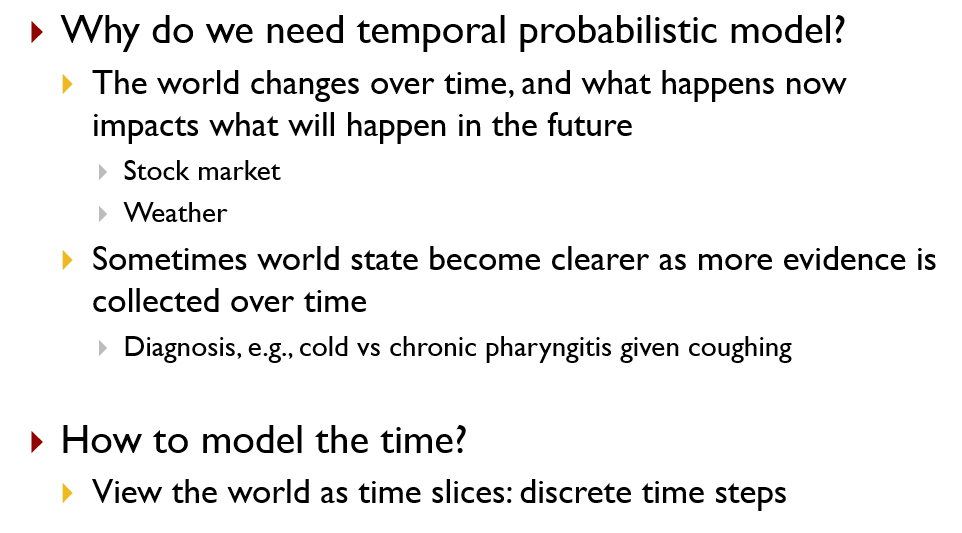 Why do we need temporal probabilistic model?
The world changes over time, and what happens now
impacts what will happen in the future
Stock market
Weather
Sometimes world state become clearer as more evidence is
collected over time
Diagnosis, e.g., cold vs chronic pharyngitis given coughing
How to model the time?
View the world as time slices: discrete time steps